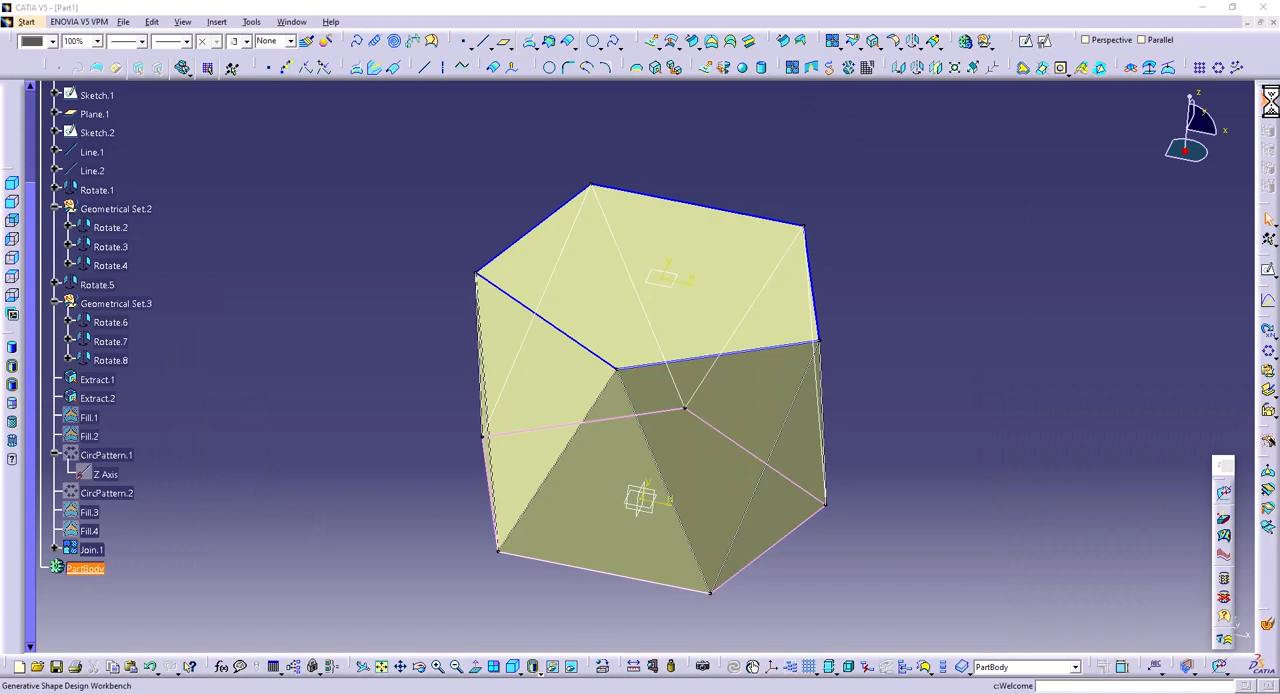 CATIA V5 - [Part1]
Start ENOVIA V5 VPM File Edit View Insert Tools Window Help
100% None Perspective Parallel
Sketch.1
Plane.1
Sketch.2
Line.1
Line.2
Rotate.1
Geometrical Set.2
Rotate.2
Rotate.3
Rotate.4
Rotate.5
Geometrical Set.3
Rotate.6
Rotate.7
Rotate.8
Extract.1
Extract.2
Fill.1
Fill.2
CircPattern.1
Z Axis
CircPattern.2
Fill.3
Fill.4
Join.1
PartBody
z
y
x
y
y
PartBody
CATIA
Generative Shape Design Workbench c:Welcome